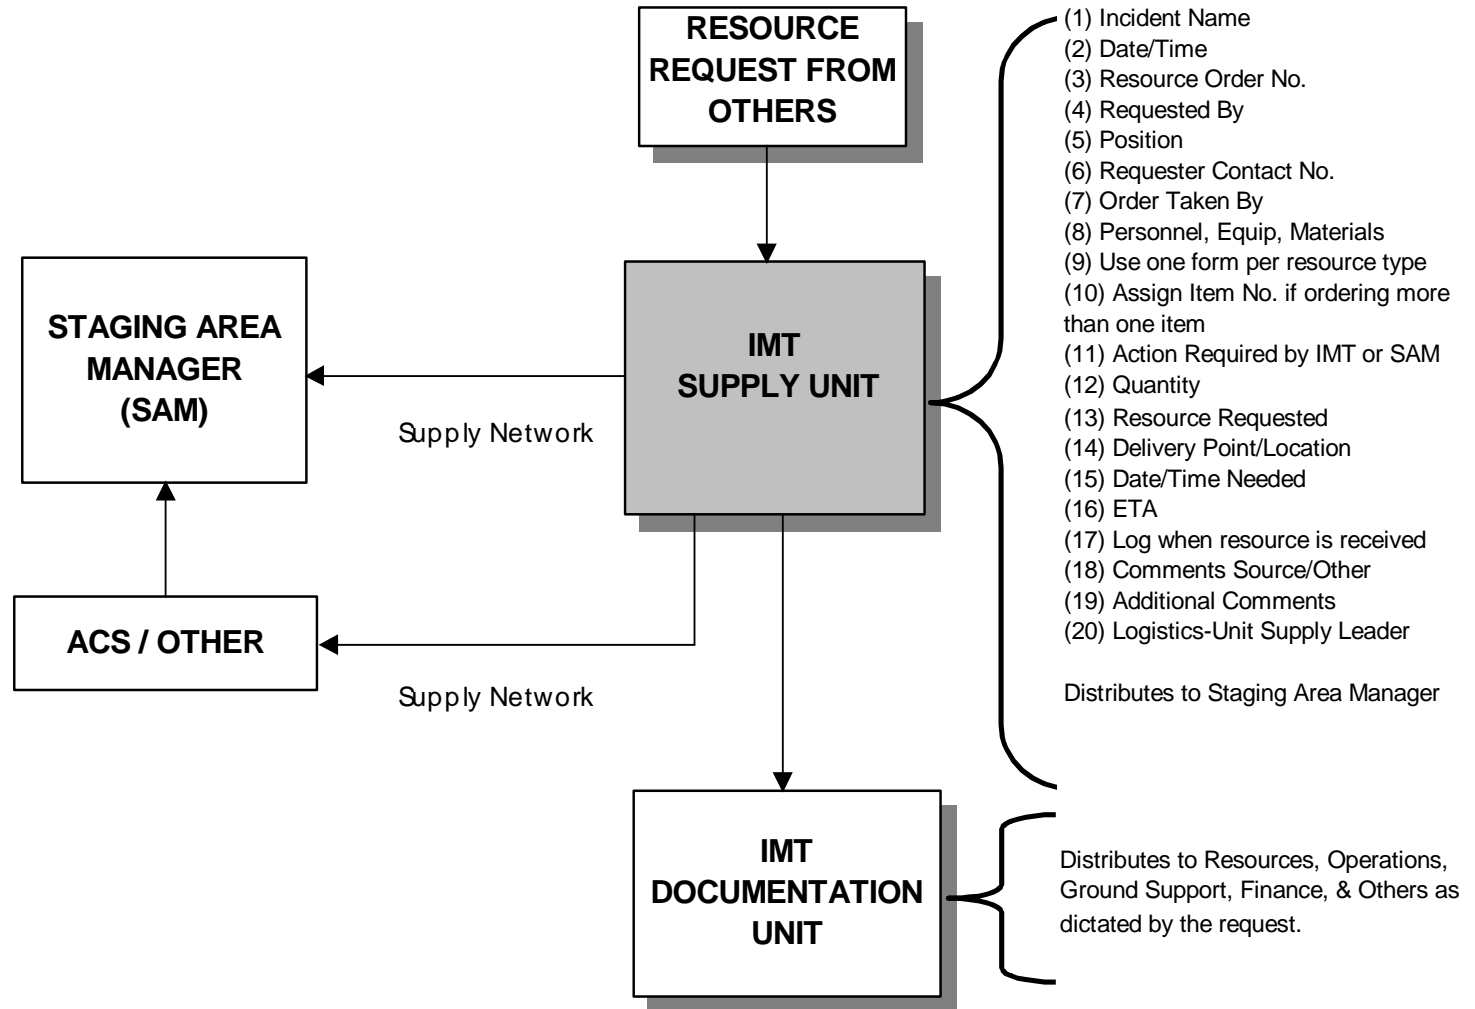 RESOURCE
REQUEST FROM
OTHERS
(1) Incident Name
(2) Date/Time
(3) Resource Order No.
(4) Requested By
(5) Position
(6) Requester Contact No.
(7) Order Taken By
(8) Personnel, Equip, Materials
(9) Use one form per resource type
(10) Assign Item No. if ordering more
than one item
(11) Action Required by IMT or SAM
(12) Quantity
(13) Resource Requested
(14) Delivery Point/Location
(15) Date/Time Needed
(16) ETA
(17) Log when resource is received
(18) Comments Source/Other
(19) Additional Comments
(20) Logistics-Unit Supply Leader
Distributes to Staging Area Manager
STAGING AREA
MANAGER
(SAM)
IMT
SUPPLY UNIT
Supply Network
ACS / OTHER
Supply Network
IMT
DOCUMENTATION
UNIT
Distributes to Resources, Operations,
Ground Support, Finance, & Others as
dictated by the request.